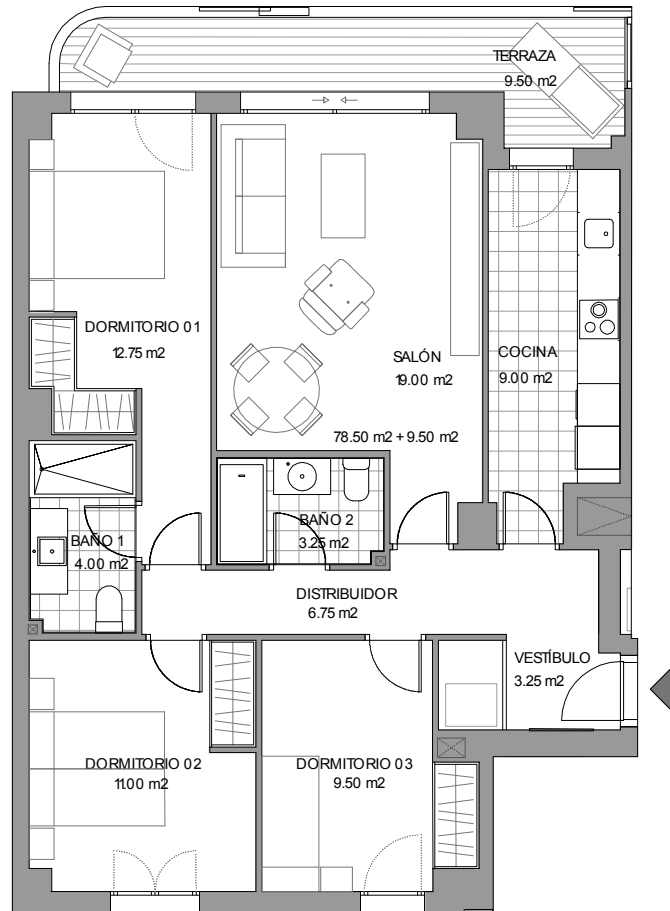 TERRAZA
9.50 m2
DORMITORIO 01
12.75 m2
SALÓN
19.00 m2
COCINA
9.00 m2
78.50 m2 + 9.50 m2
BAÑO 1
4.00 m2
BAÑO 2
3.25 m2
DISTRIBUIDOR
6.75 m2
VESTÍBULO
3.25 m2
DORMITORIO 02
11.00 m2
DORMITORIO 03
9.50 m2